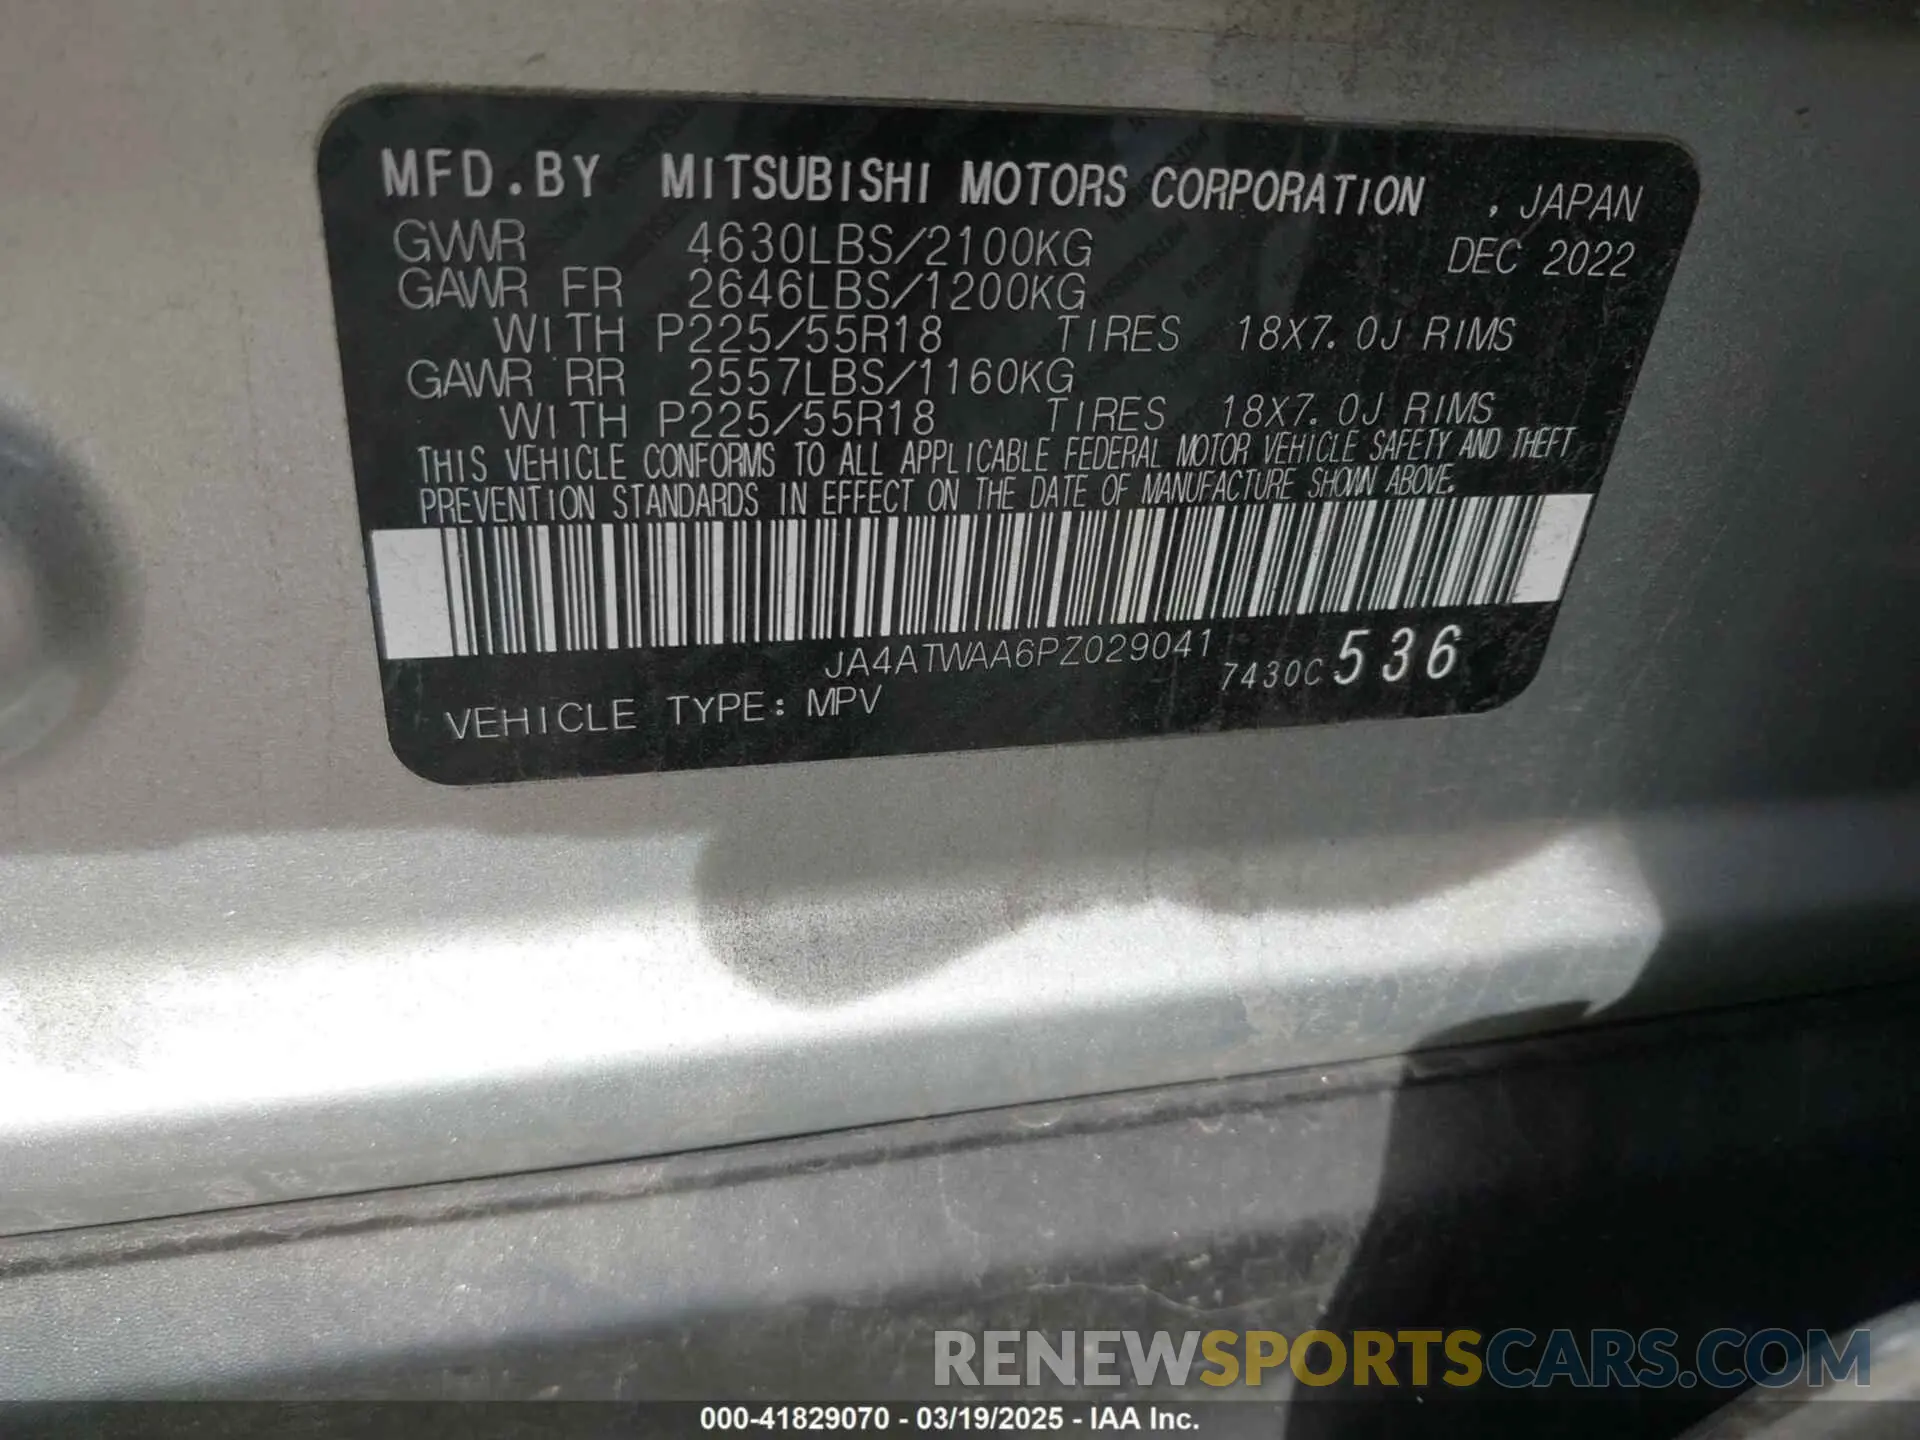 MFD.BY MITSUBISHI MOTORS CORPORATION , JAPAN
GVWR 4630LBS/2100KG DEC 2022
GAWR FR 2646LBS/1200KG
WITH P225/55R18 TIRES 18X7.0J RIMS
GAWR RR 2557LBS/1160KG
WITH P225/55R18 TIRES 18X7.0J RIMS
THIS VEHICLE CONFORMS TO ALL APPLICABLE FEDERAL MOTOR VEHICLE SAFETY AND THEFT
PREVENTION STANDARDS IN EFFECT ON THE DATE OF MANUFACTURE SHOWN ABOVE.
JA4ATWAA6PZ029041
7430C 536
VEHICLE TYPE: MPV
RENEWSPORTSCARS.COM
000-41829070 - 03/19/2025 - IAA Inc.